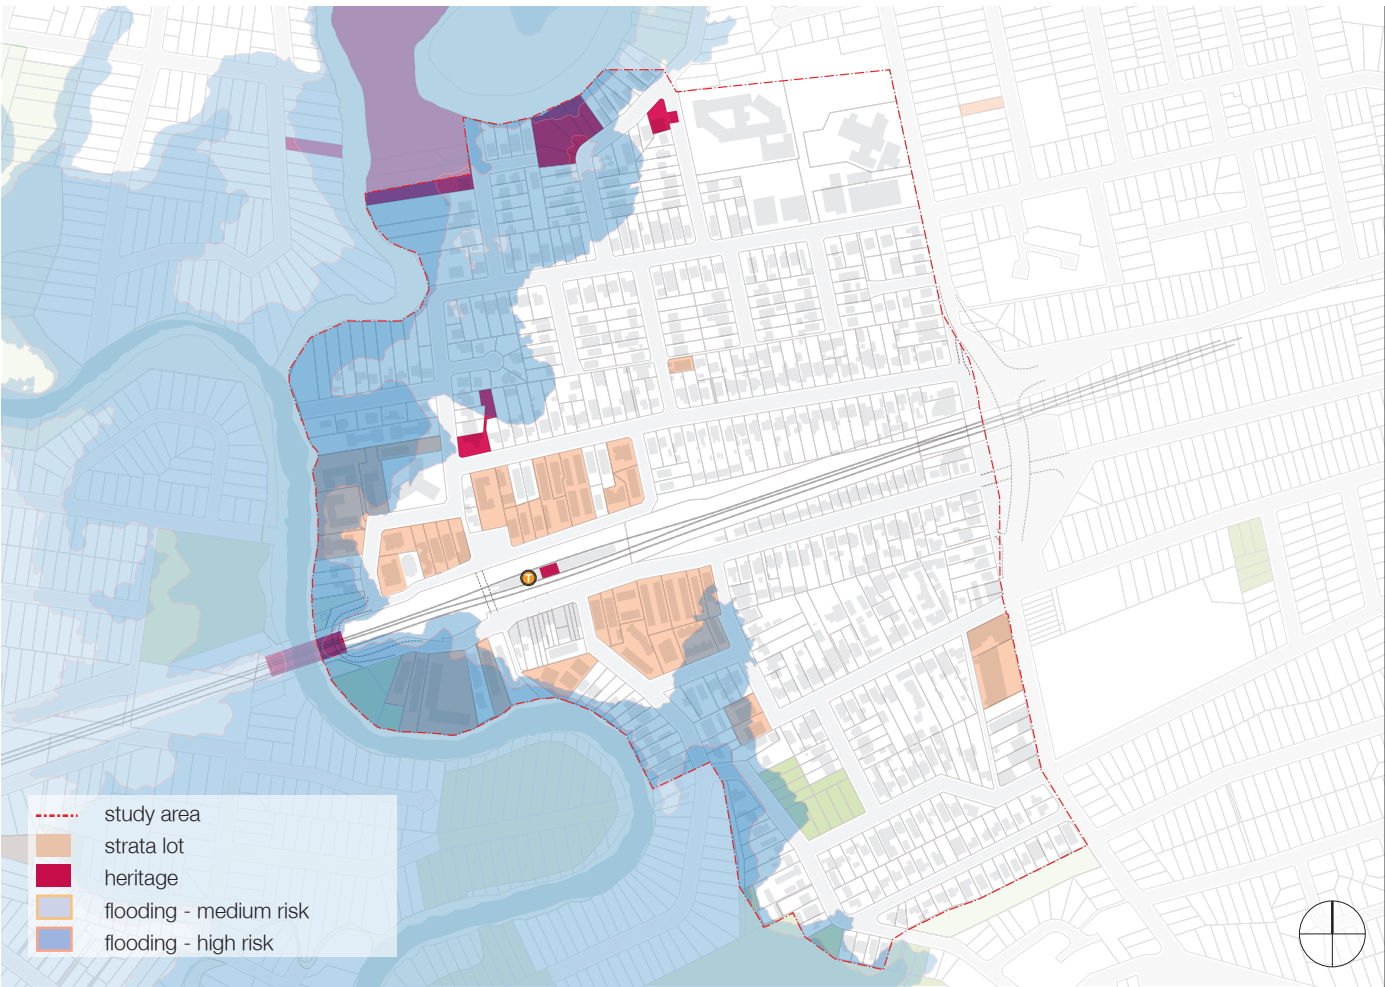 T
study area
strata lot
heritage
flooding - medium risk
flooding - high risk